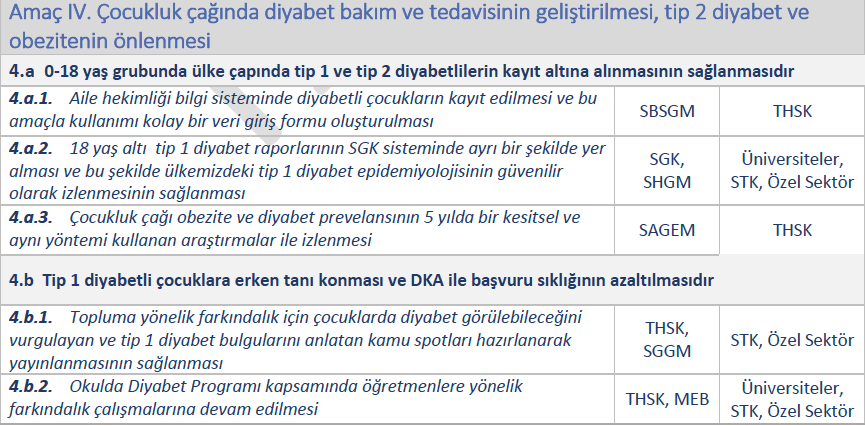 Amaç IV. Çocukluk çağında diyabet bakım ve tedavisinin geliştirilmesi, tip 2 diyabet ve
obezitenin önlenmesi
4.a 0-18 yaş grubunda ülke çapında tip 1 ve tip 2 diyabetlilerin kayıt altına alınmasının sağlanmasıdır
4.a.1. Aile hekimliği bilgi sisteminde diyabetli çocukların kayıt edilmesi ve bu
amaçla kullanımı kolay bir veri giriş formu oluşturulması
SBSGM
THSK
4.a.2. 18 yaş altı tip 1 diyabet raporlarının SGK sisteminde ayrı bir şekilde yer
alması ve bu şekilde ülkemizdeki tip 1 diyabet epidemiyolojisinin güvenilir
olarak izlenmesinin sağlanması
SGK,
SHGM
Üniversiteler,
STK, Özel Sektör
4.a.3. Çocukluk çağı obezite ve diyabet prevelansının 5 yılda bir kesitsel ve
aynı yöntemi kullanan araştırmalar ile izlenmesi
SAGEM
THSK
4.b Tip 1 diyabetli çocuklara erken tanı konması ve DKA ile başvuru sıklığının azaltılmasıdır
4.b.1. Topluma yönelik farkındalık için çocuklarda diyabet görülebileceğini
vurgulayan ve tip 1 diyabet bulgularını anlatan kamu spotları hazırlanarak
yayınlanmasının sağlanması
THSK,
SGGM
STK, Özel Sektör
4.b.2. Okulda Diyabet Programı kapsamında öğretmenlere yönelik
farkındalık çalışmalarına devam edilmesi
THSK, MEB
Üniversiteler,
STK, Özel Sektör